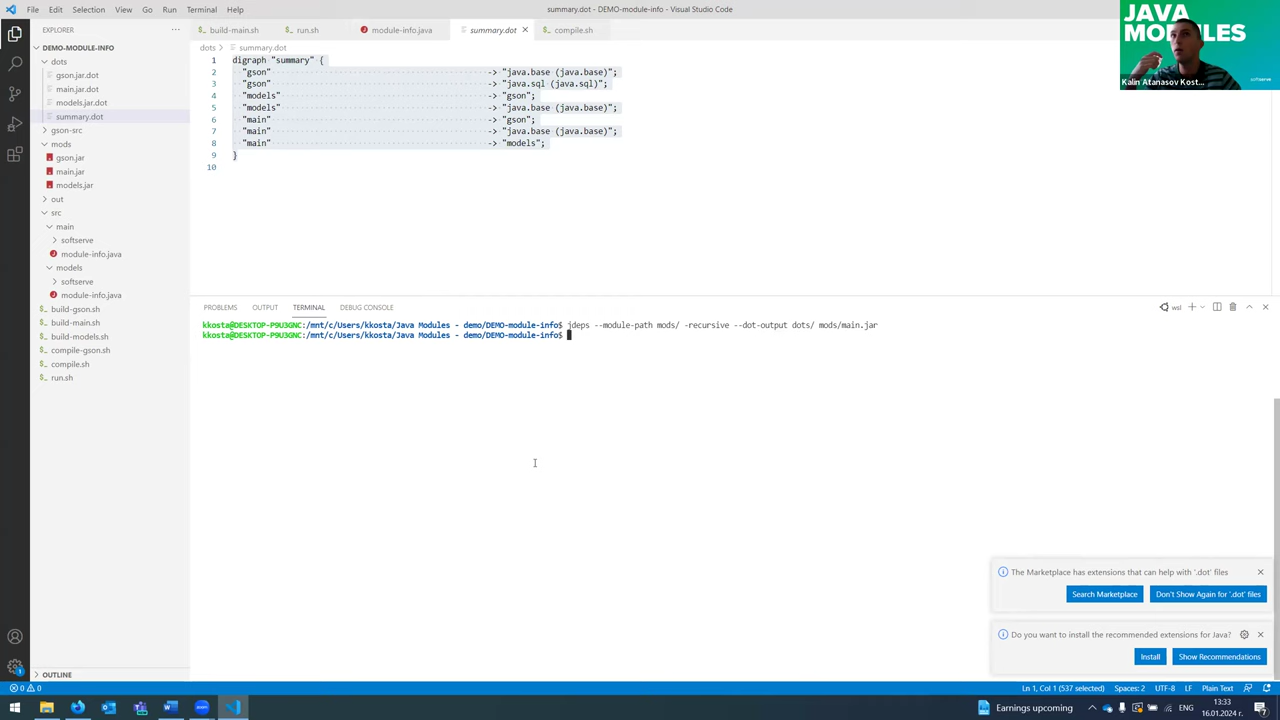 File Edit Selection View Go Run Terminal Help
summary.dot - DEMO-module-info - Visual Studio Code
EXPLORER
DEMO-MODULE-INFO
dots
gson.jar.dot
main.jar.dot
models.jar.dot
summary.dot
gson-src
mods
gson.jar
main.jar
models.jar
out
src
main
softserve
module-info.java
models
softserve
module-info.java
build-gson.sh
build-main.sh
build-models.sh
compile-gson.sh
compile.sh
run.sh
OUTLINE
build-main.sh run.sh module-info.java summary.dot compile.sh
dots > summary.dot
1 digraph "summary" {
2 "gson" -> "java.base (java.base)";
3 "gson" -> "java.sql (java.sql)";
4 "models" -> "gson";
5 "models" -> "java.base (java.base)";
6 "main" -> "gson";
7 "main" -> "java.base (java.base)";
8 "main" -> "models";
9 }
10
PROBLEMS OUTPUT TERMINAL DEBUG CONSOLE
wsl
kkosta@DESKTOP-P9U3GNC:/mnt/c/Users/kkosta/Java Modules - demo/DEMO-module-info$ jdeps --module-path mods/ -recursive --dot-output dots/ mods/main.jar
kkosta@DESKTOP-P9U3GNC:/mnt/c/Users/kkosta/Java Modules - demo/DEMO-module-info$
JAVA
MODULES
Kalin Atanasov Kost...
softserve
The Marketplace has extensions that can help with '.dot' files
Search Marketplace Don't Show Again for '.dot' files
Do you want to install the recommended extensions for Java?
Install Show Recommendations
0 0
Ln 1, Col 1 (537 selected) Spaces: 2 UTF-8 LF Plain Text
Earnings upcoming
ENG
13:33
16.01.2024 г.